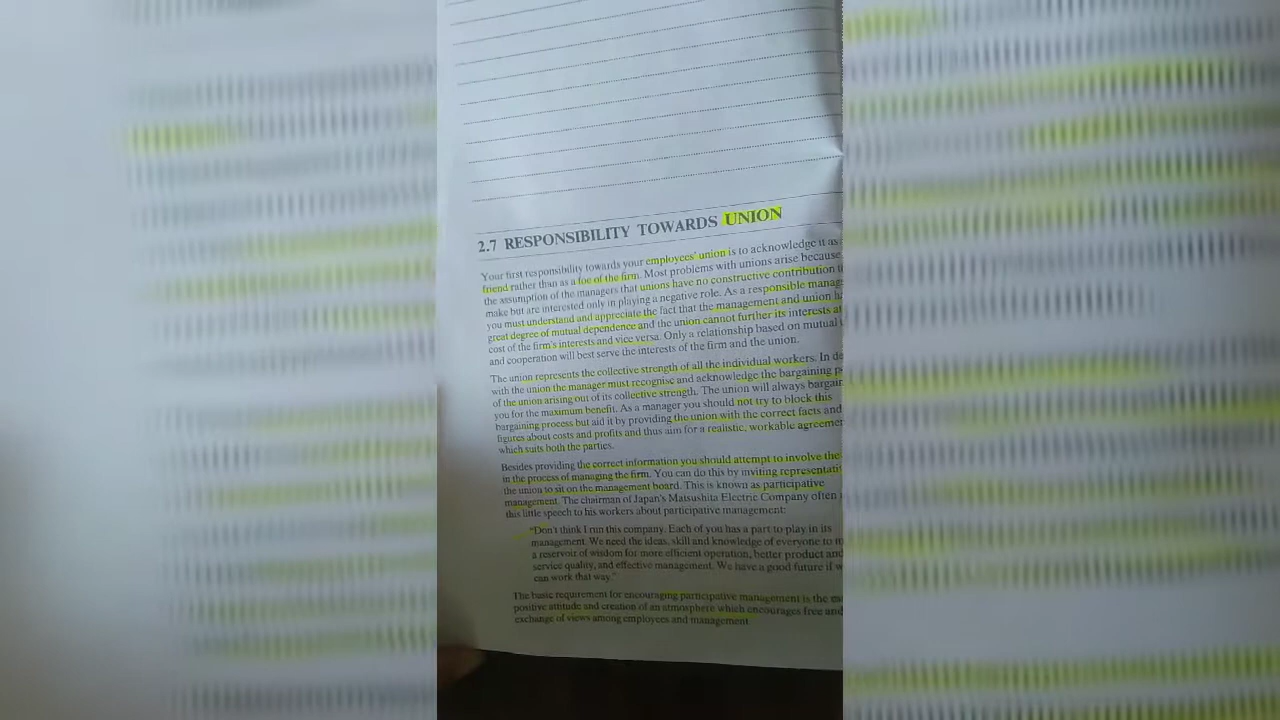 2.7 RESPONSIBILITY TOWARDS UNION
Your first responsibility towards your employees' union is to acknowledge it as
friend rather than as a foe of the firm. Most problems with unions arise because
the assumption of the managers that unions have no constructive contribution
make but are interested only in playing a negative role. As a responsible
you must understand and appreciate the fact that the management and union
great degree of mutual dependence and the union cannot further its interests at
cost of the firm's interests and vice versa. Only a relationship based on mutual
and cooperation will best serve the interests of the firm and the union.
The union represents the collective strength of all the individual workers. In
with the union the manager must recognise and acknowledge the bargaining
of the union arising out of its collective strength. The union will always
you for the maximum benefit. As a manager you should not try to block this
bargaining process but aid it by providing the union with the correct facts and
figures about costs and profits and thus aim for a realistic, workable
which suits both the parties.
Besides providing the correct information you should attempt to involve the
in the process of managing the firm. You can do this by inviting
the union to sit on the management board. This is known as participative
management. The chairman of Japan's Matsushita Electric Company often
this little speech to his workers about participative management:
"Don't think I run this company. Each of you has a part to play in its
management. We need the ideas, skill and knowledge of everyone to
a reservoir of wisdom for more efficient operation, better product and
service quality, and effective management. We have a good future if
can work that way."
The basic requirement for encouraging participative management is the
positive attitude and creation of an atmosphere which encourages free and
exchange of views among employees and management